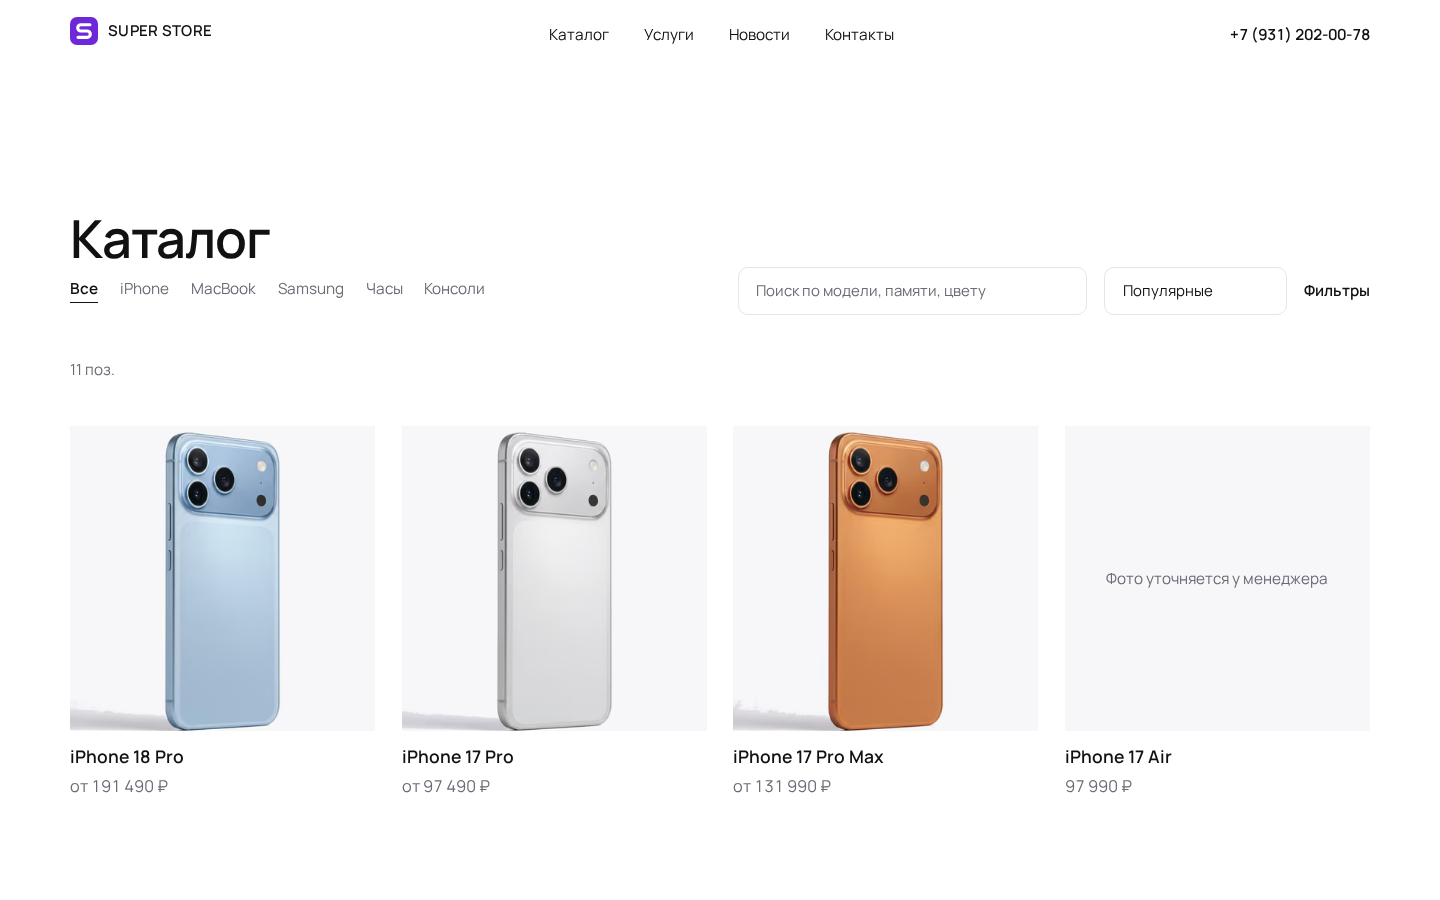 SUPER STORE
Каталог Услуги Новости Контакты
+7 (931) 202-00-78
Каталог
Все iPhone MacBook Samsung Часы Консоли
Поиск по модели, памяти, цвету
Популярные
Фильтры
11 поз.
Фото уточняется у менеджера
iPhone 18 Pro
от 191 490 ₽
iPhone 17 Pro
от 97 490 ₽
iPhone 17 Pro Max
от 131 990 ₽
iPhone 17 Air
97 990 ₽